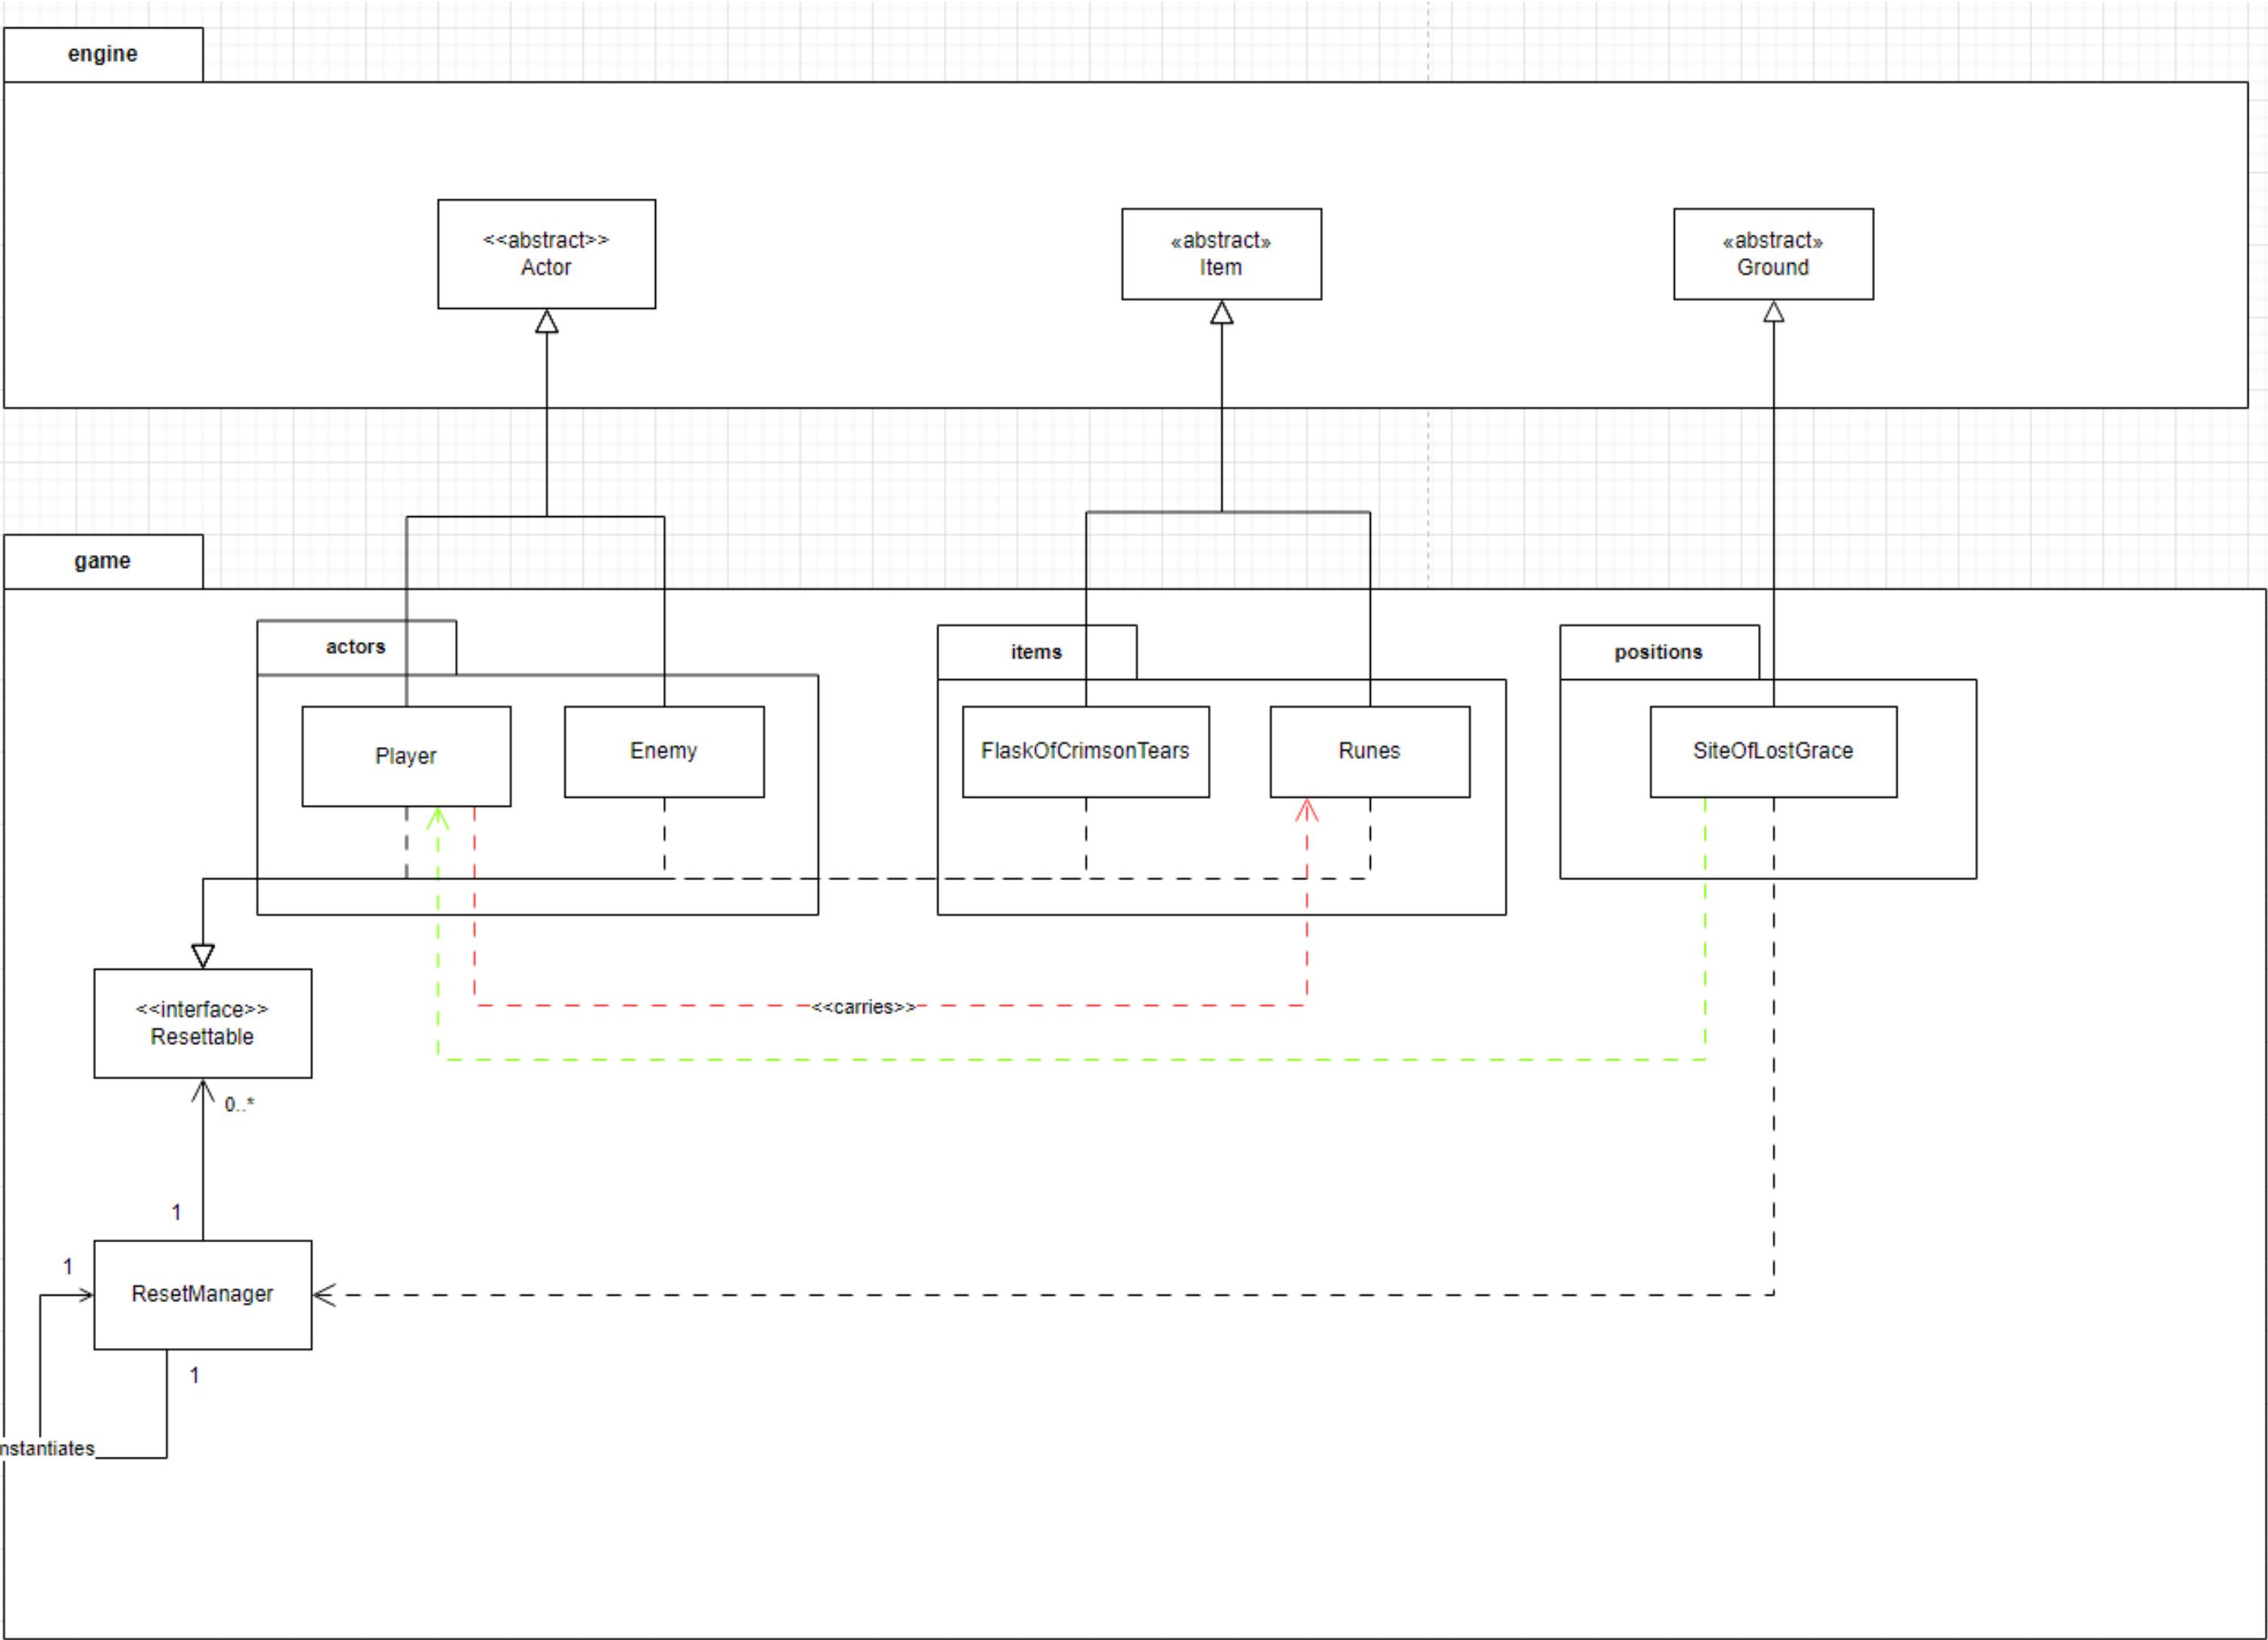 engine
<<abstract>>
Actor
«abstract»
Item
«abstract»
Ground
game
actors
items
positions
Player
Enemy
FlaskOfCrimsonTears
Runes
SiteOfLostGrace
<<carries>>
<<interface>>
Resettable
0..*
1
1
ResetManager
1
nstantiates